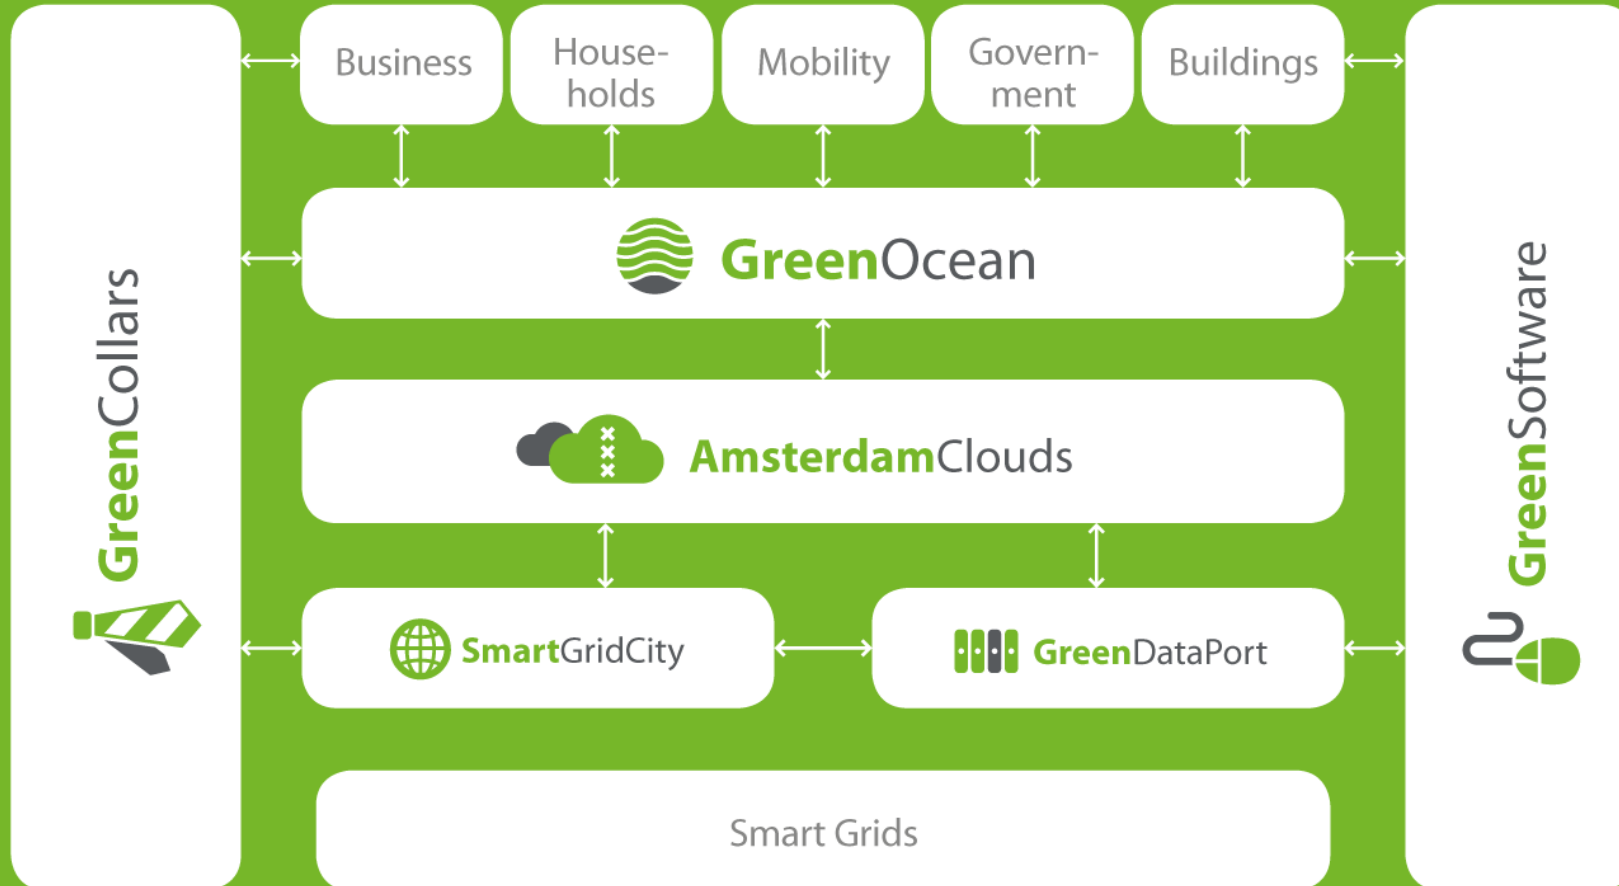 Business
House-
holds
Mobility
Govern-
ment
Buildings
GreenOcean
GreenCollars
GreenSoftware
AmsterdamClouds
SmartGridCity
GreenDataPort
Smart Grids